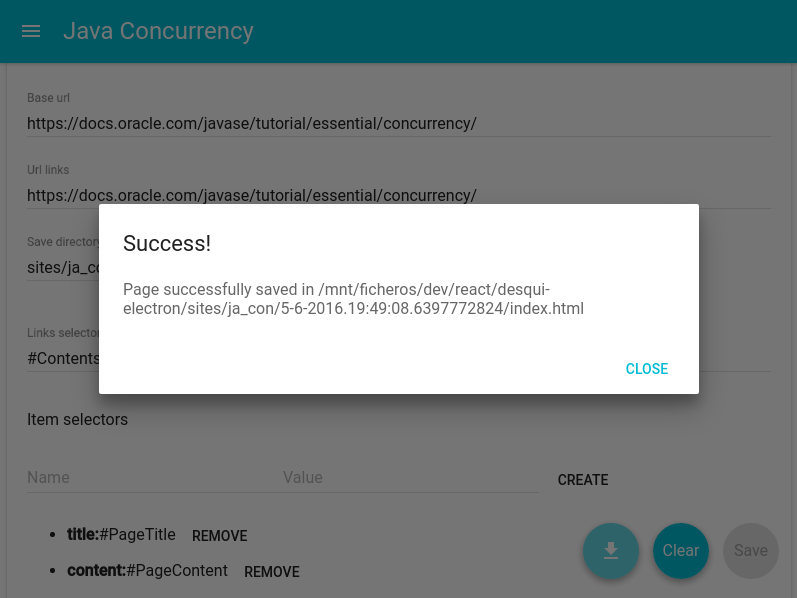 Java Concurrency
Base url
https://docs.oracle.com/javase/tutorial/essential/concurrency/
Url links
https://docs.oracle.com/javase/tutorial/essential/concurrency/
Save directory
sites/ja_co
Success!
Page successfully saved in /mnt/ficheros/dev/react/desqui-
electron/sites/ja_con/5-6-2016.19:49:08.6397772824/index.html
CLOSE
Links selector
#Contents
Item selectors
Name Value CREATE
title:#PageTitle REMOVE
content:#PageContent REMOVE
Clear Save